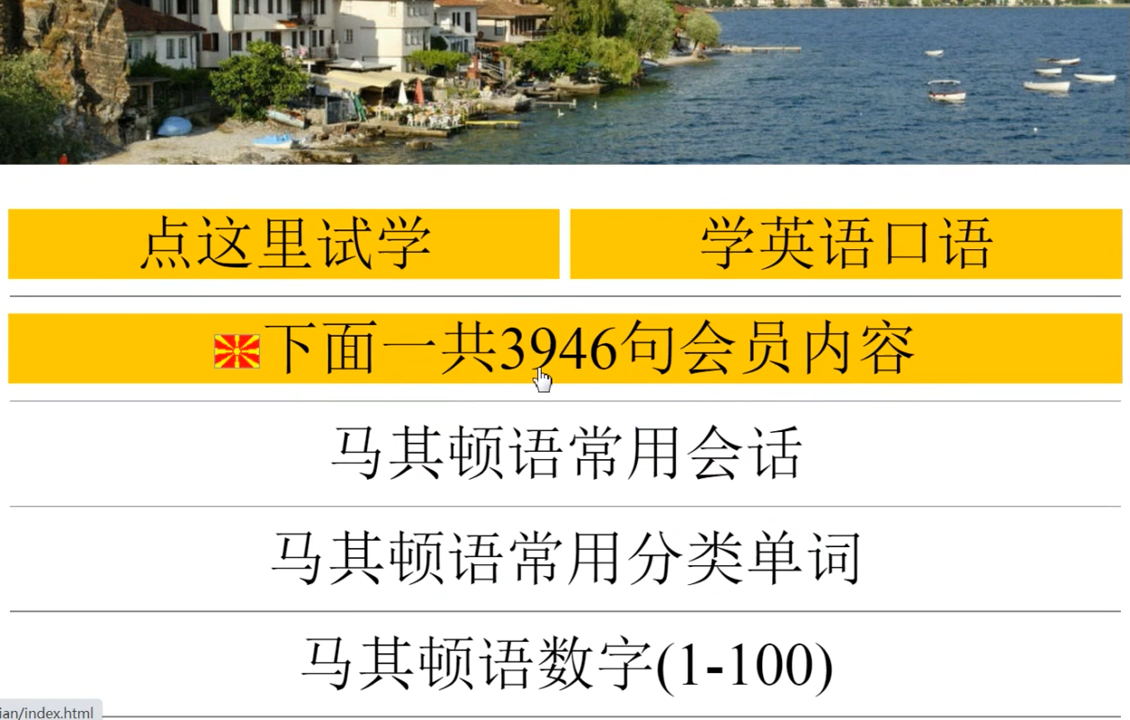 点这里试学
学英语口语
下面一共3946句会员内容
马其顿语常用会话
马其顿语常用分类单词
马其顿语数字(1-100)
ian/index.html